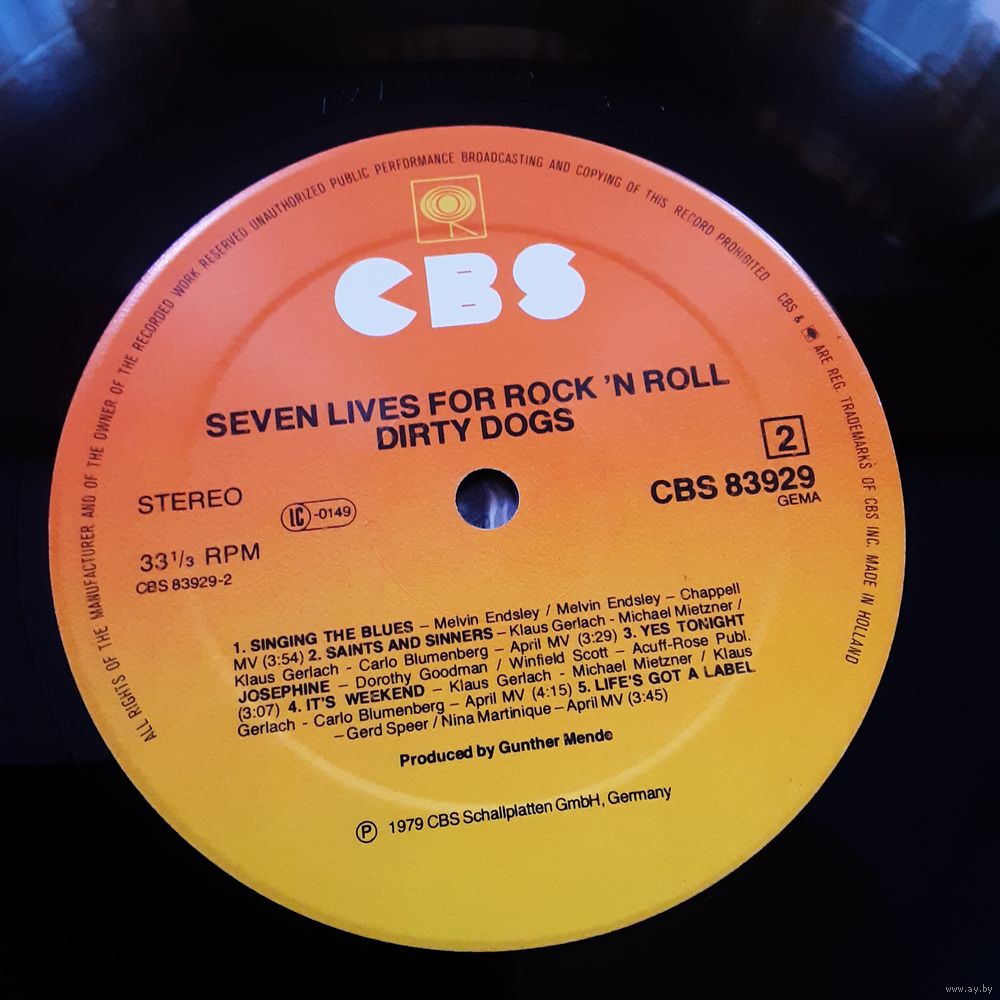 ALL RIGHTS OF THE MANUFACTURER AND OF THE OWNER OF THE RECORDED WORK RESERVED UNAUTHORIZED PUBLIC PERFORMANCE BROADCASTING AND COPYING OF THIS RECORD PROHIBITED CBS & ARE REG. TRADEMARKS OF CBS INC. MADE IN HOLLAND
CBS
SEVEN LIVES FOR ROCK 'N ROLL
DIRTY DOGS
2
STEREO
LC-0149
CBS 83929
GEMA
33 1/3 RPM
CBS 83929-2
1. SINGING THE BLUES – Melvin Endsley / Melvin Endsley – Chappell
MV (3:54) 2. SAINTS AND SINNERS – Klaus Gerlach - Michael Mietzner /
Klaus Gerlach - Carlo Blumenberg – April MV (3:29) 3. YES TONIGHT
JOSEPHINE – Dorothy Goodman / Winfield Scott – Acuff-Rose Publ.
(3:07) 4. IT'S WEEKEND – Klaus Gerlach - Michael Mietzner / Klaus
Gerlach - Carlo Blumenberg – April MV (4:15) 5. LIFE'S GOT A LABEL
– Gerd Speer / Nina Martinique – April MV (3:45)
Produced by Gunther Mende
Ⓟ 1979 CBS Schallplatten GmbH, Germany
www.ay.by